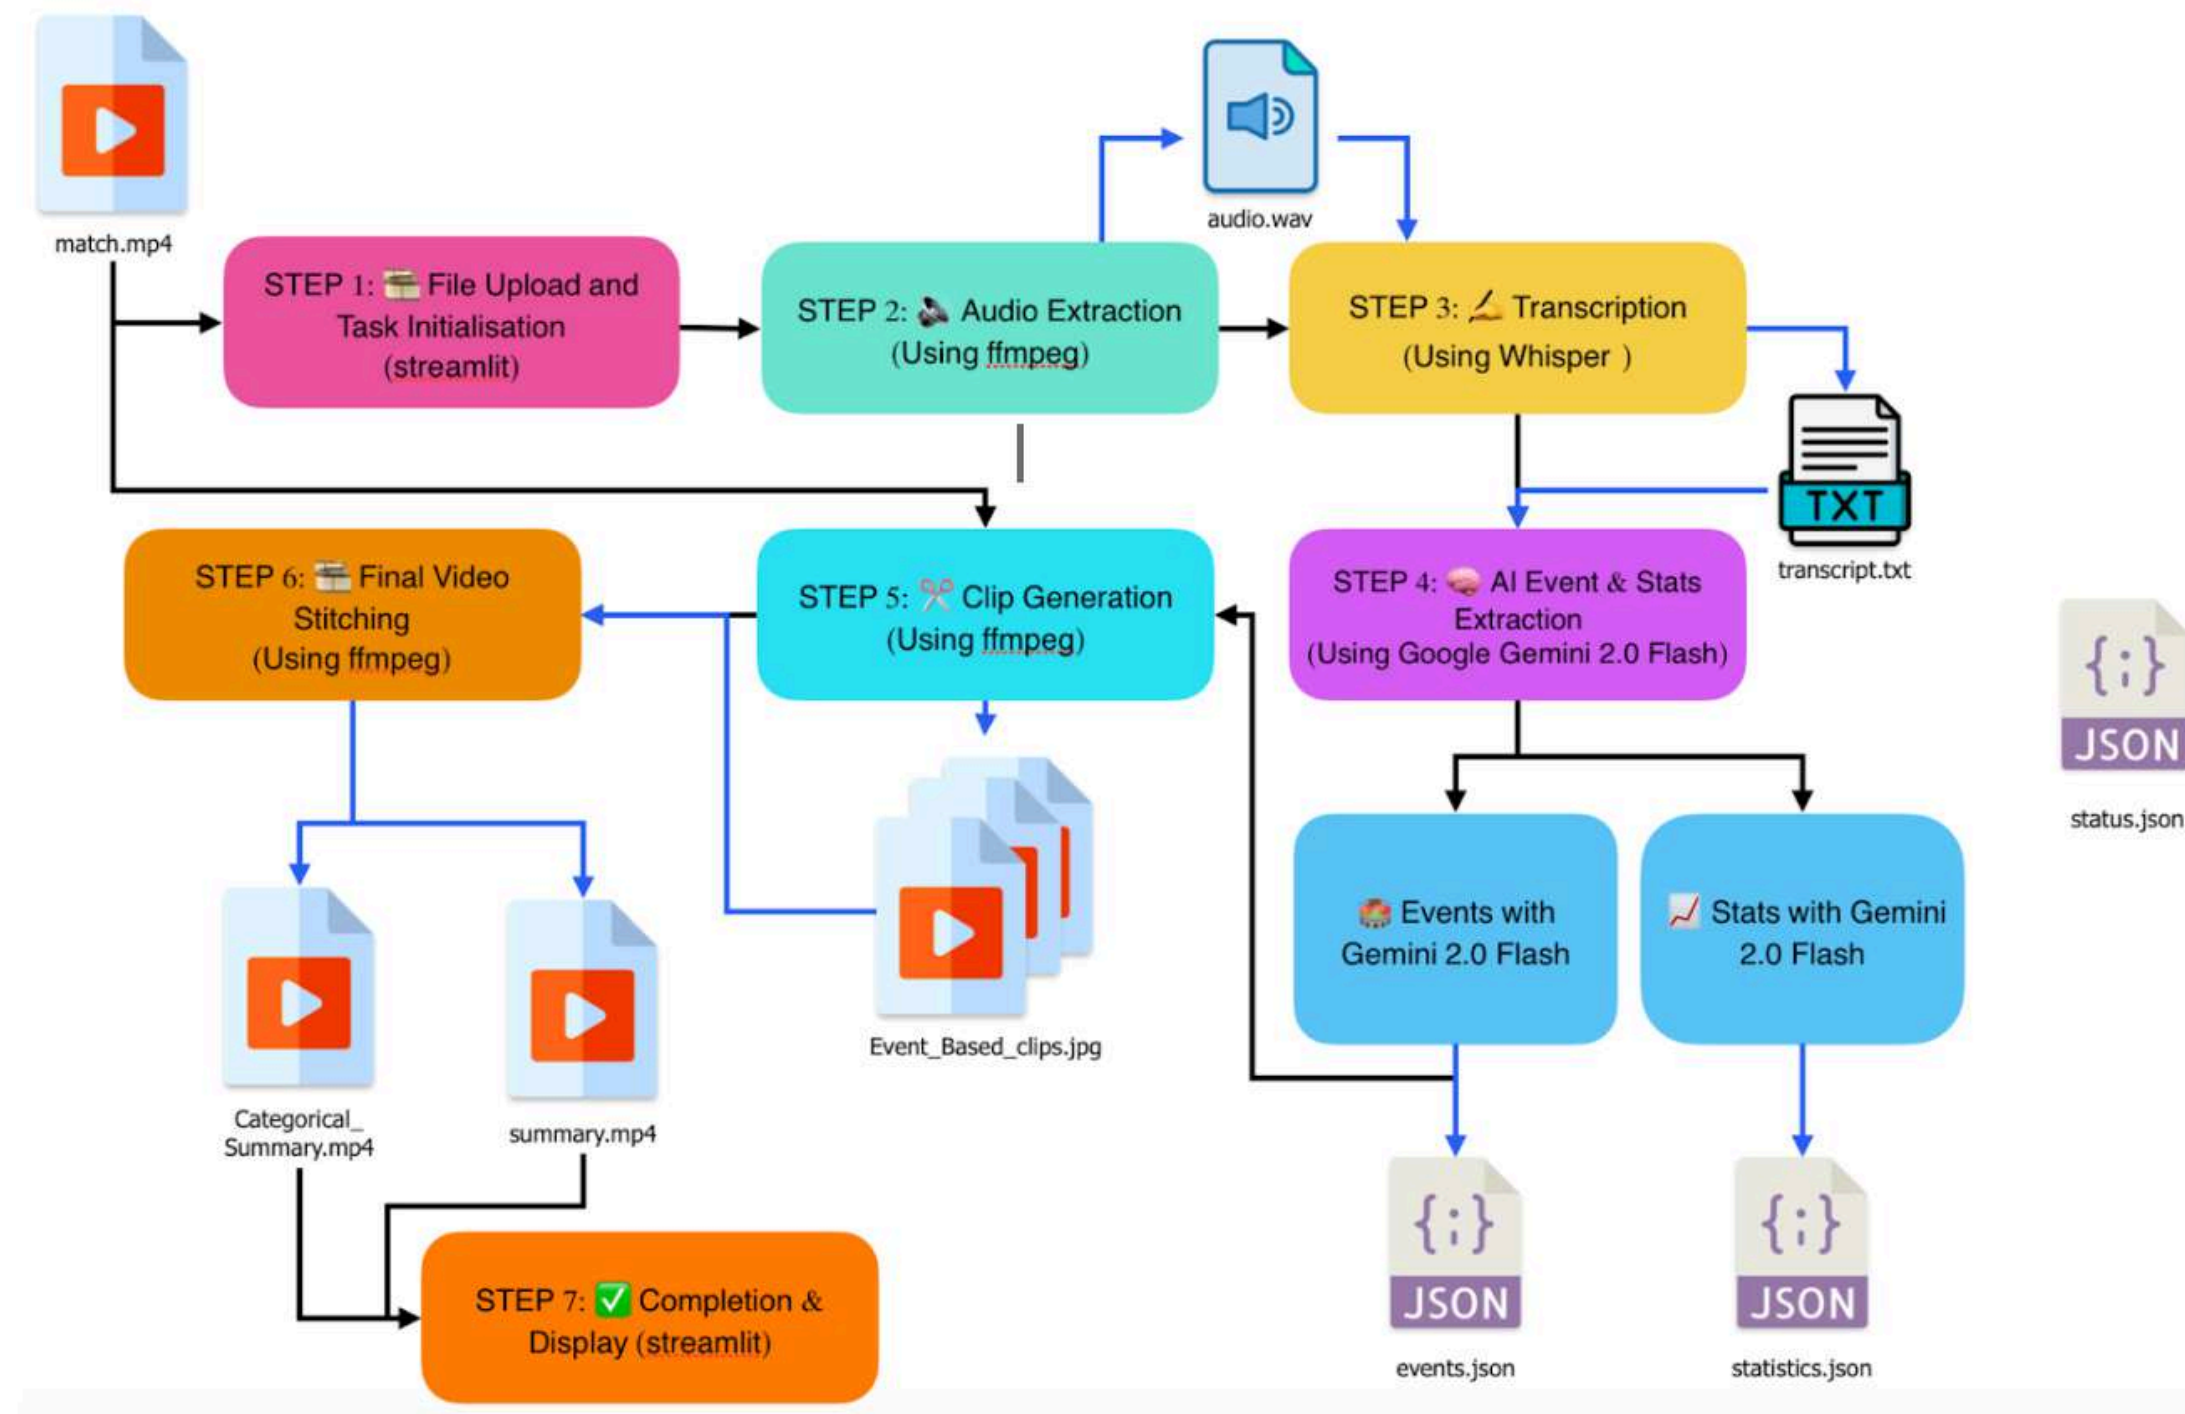 match.mp4
audio.wav
STEP 1: File Upload and
Task Initialisation
(streamlit)
STEP 2: Audio Extraction
(Using ffmpeg)
STEP 3: Transcription
(Using Whisper )
TXT
transcript.txt
STEP 6: Final Video
Stitching
(Using ffmpeg)
STEP 5: Clip Generation
(Using ffmpeg)
STEP 4: AI Event & Stats
Extraction
(Using Google Gemini 2.0 Flash)
{;}
JSON
status.json
Events with
Gemini 2.0 Flash
Stats with Gemini
2.0 Flash
Event_Based_clips.jpg
Categorical_
Summary.mp4
summary.mp4
STEP 7: Completion &
Display (streamlit)
{;}
JSON
events.json
{;}
JSON
statistics.json